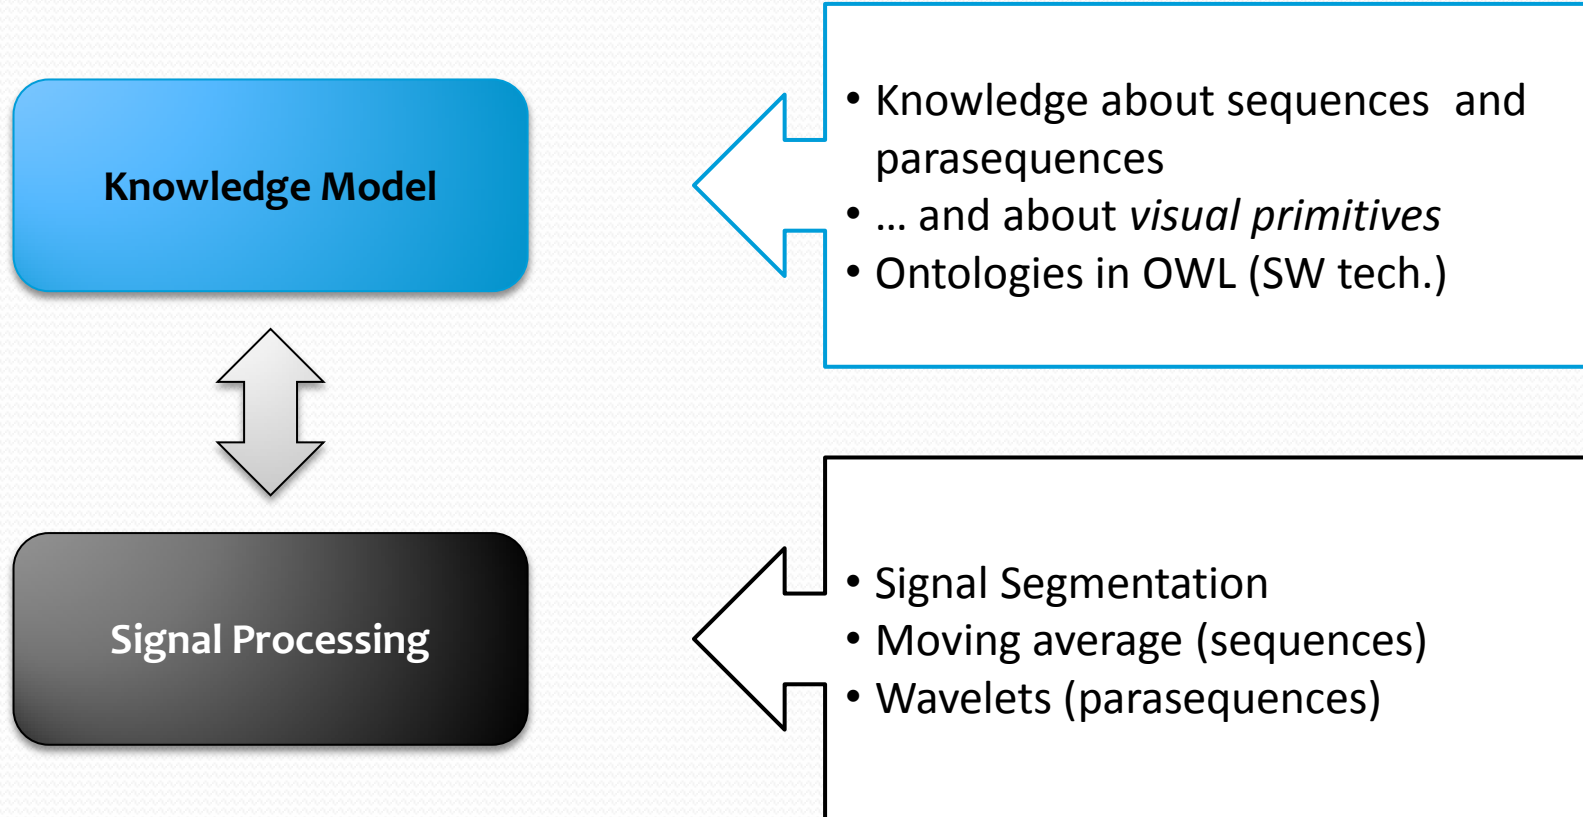 Knowledge Model
• Knowledge about sequences  and
parasequences
• ... and about visual primitives
• Ontologies in OWL (SW tech.)
Signal Processing
• Signal Segmentation
• Moving average (sequences)
• Wavelets (parasequences)